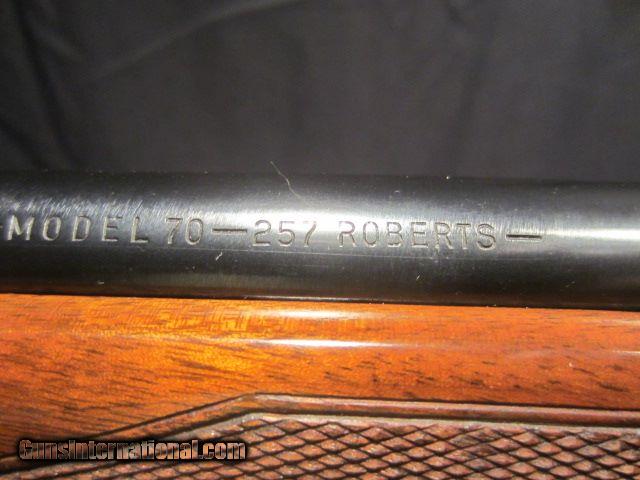 -MODEL 70-257 ROBERTS-
GunsInternational.com